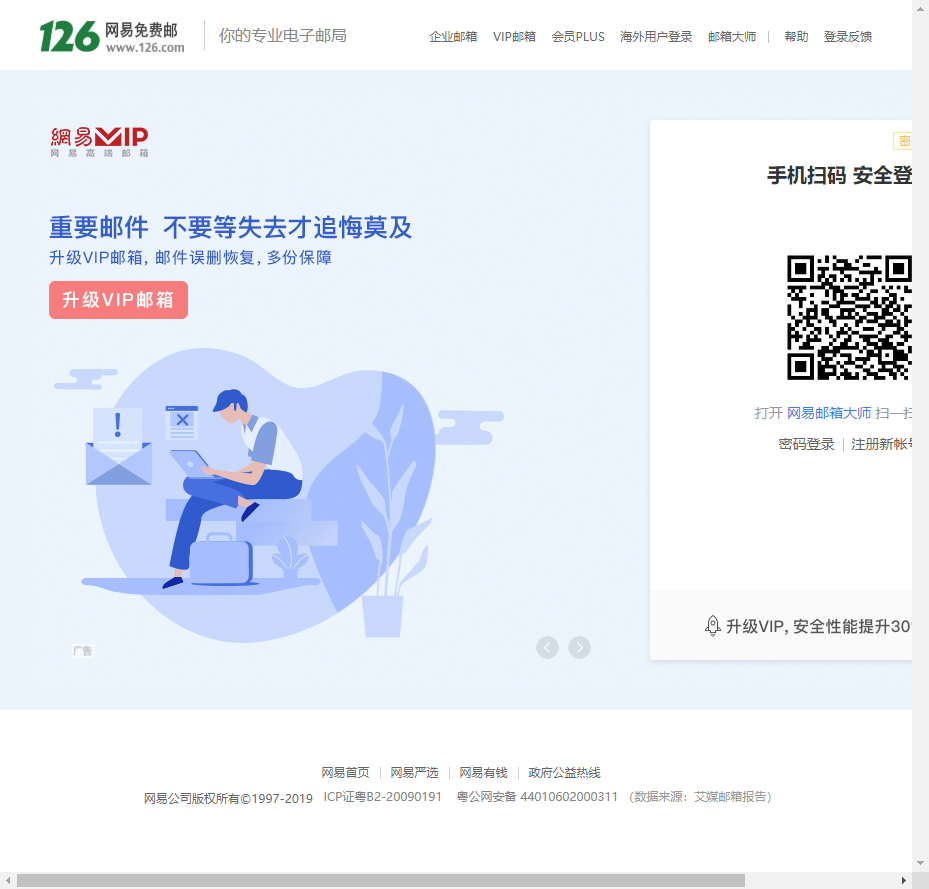 126 网易免费邮 www.126.com 你的专业电子邮局
企业邮箱 VIP邮箱 会员PLUS 海外用户登录 邮箱大师 | 帮助 登录反馈
網易VIP
网易高端邮箱
重要邮件 不要等失去才追悔莫及
升级VIP邮箱, 邮件误删恢复, 多份保障
升级VIP邮箱
广告
密
手机扫码 安全登
打开 网易邮箱大师 扫一扫
密码登录 | 注册新帐号
升级VIP, 安全性能提升30
网易首页 | 网易严选 | 网易有钱 | 政府公益热线
网易公司版权所有©1997-2019 ICP证粤B2-20090191 粤公网安备 44010602000311 （数据来源：艾媒邮箱报告）